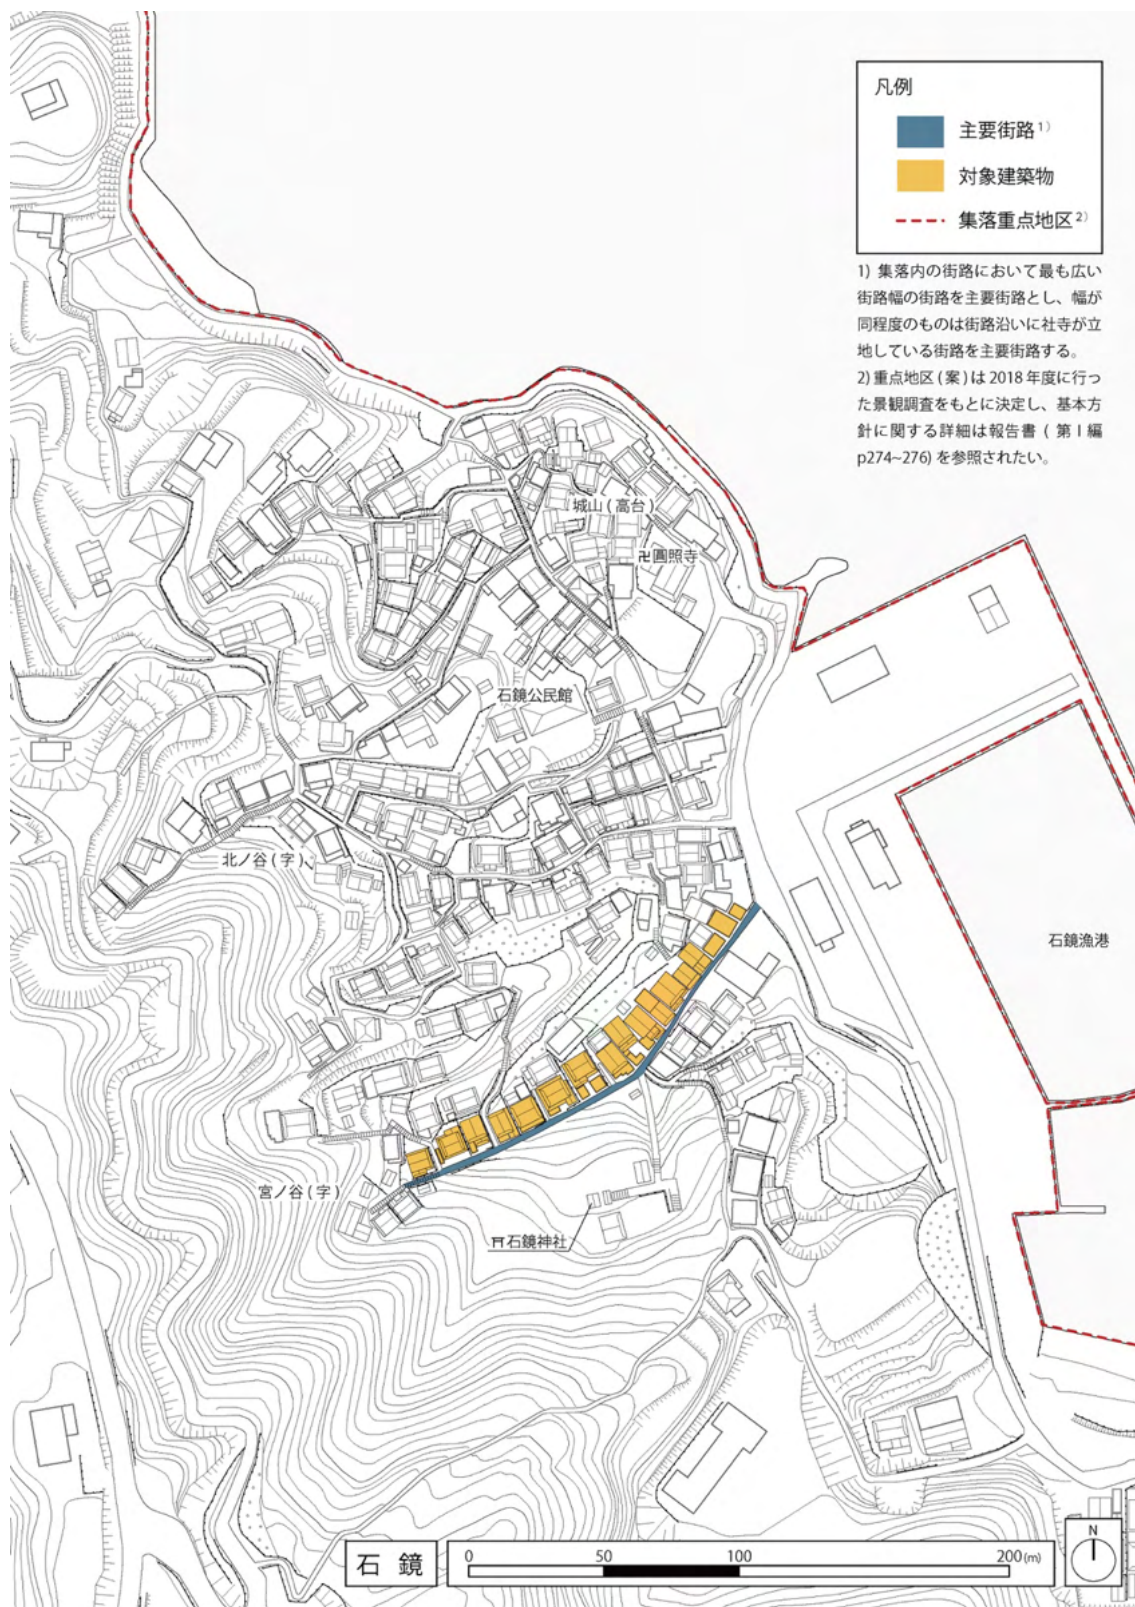 凡例
主要街路1)
対象建築物
集落重点地区2)
1) 集落内の街路において最も広い
街路幅の街路を主要街路とし、幅が
同程度のものは街路沿いに社寺が立
地している街路を主要街路する。
2) 重点地区 ( 案 ) は 2018 年度に行っ
た景観調査をもとに決定し、基本方
針に関する詳細は報告書 ( 第Ⅰ編
p274~276) を参照されたい。
城山 ( 高台 )
卍圓照寺
石鏡公民館
北ノ谷 ( 字 )
石鏡漁港
宮ノ谷 ( 字 )
⛩石鏡神社
石 鏡
0 50 100 200 (m)
N